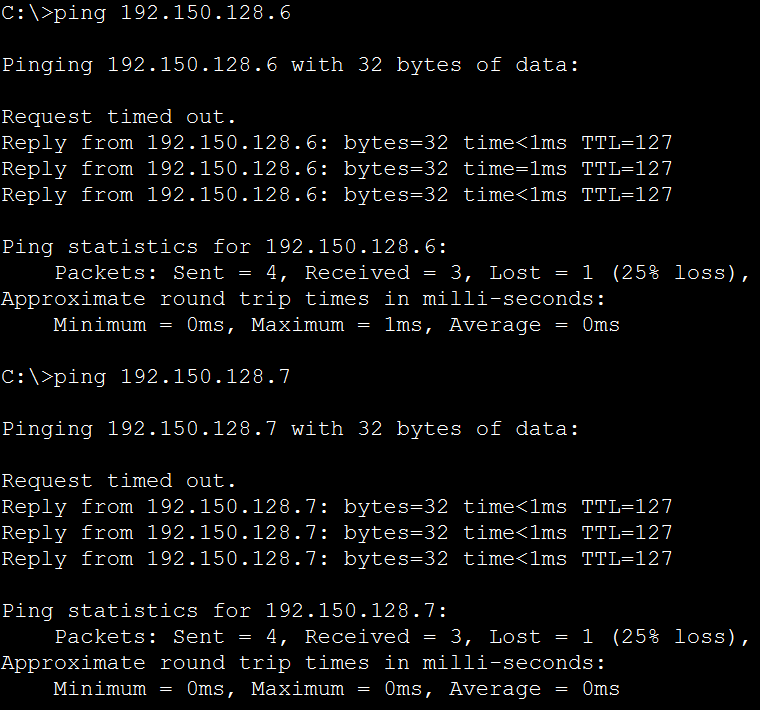 C:\>ping 192.150.128.6
Pinging 192.150.128.6 with 32 bytes of data:
Request timed out.
Reply from 192.150.128.6: bytes=32 time<1ms TTL=127
Reply from 192.150.128.6: bytes=32 time=1ms TTL=127
Reply from 192.150.128.6: bytes=32 time<1ms TTL=127
Ping statistics for 192.150.128.6:
    Packets: Sent = 4, Received = 3, Lost = 1 (25% loss),
Approximate round trip times in milli-seconds:
    Minimum = 0ms, Maximum = 1ms, Average = 0ms
C:\>ping 192.150.128.7
Pinging 192.150.128.7 with 32 bytes of data:
Request timed out.
Reply from 192.150.128.7: bytes=32 time<1ms TTL=127
Reply from 192.150.128.7: bytes=32 time<1ms TTL=127
Reply from 192.150.128.7: bytes=32 time<1ms TTL=127
Ping statistics for 192.150.128.7:
    Packets: Sent = 4, Received = 3, Lost = 1 (25% loss),
Approximate round trip times in milli-seconds:
    Minimum = 0ms, Maximum = 0ms, Average = 0ms